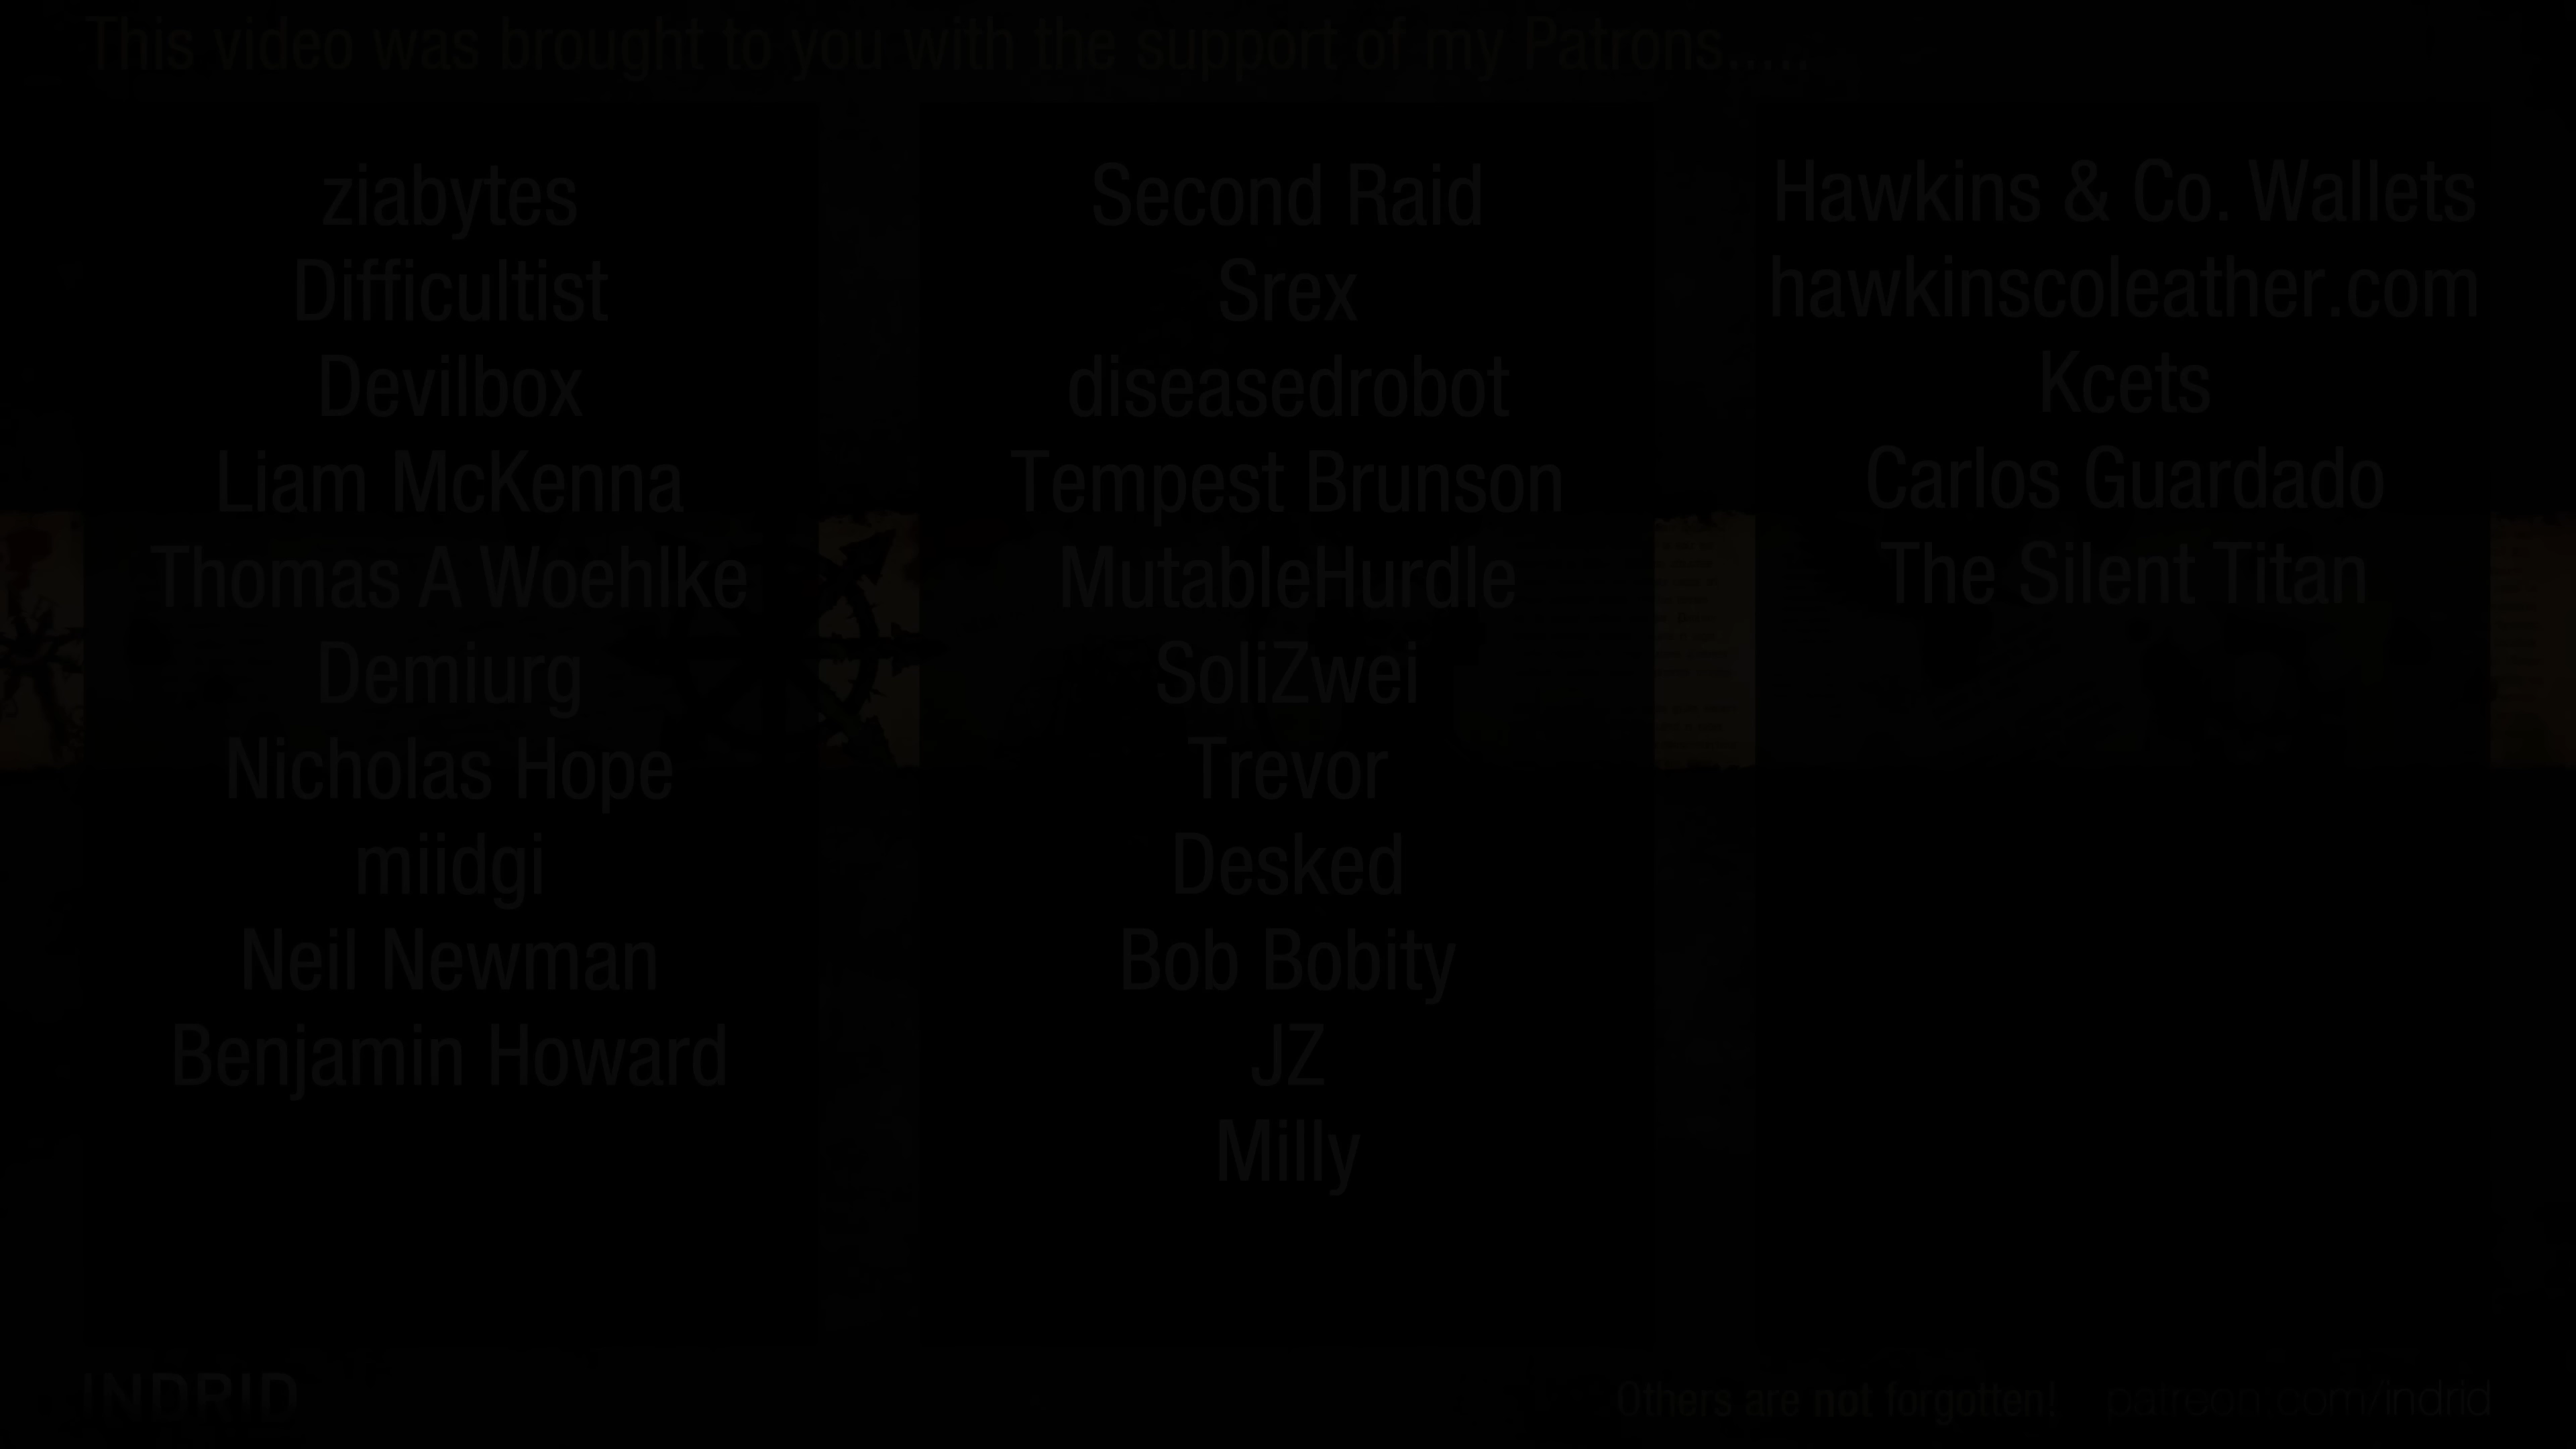 This video was brought to you with the support of my Patrons.....
ziabytes
Difficultist
Devilbox
Liam McKenna
Thomas A Woehlke
Demiurg
Nicholas Hope
miidgi
Neil Newman
Benjamin Howard
Second Raid
Srex
diseasedrobot
Tempest Brunson
MutableHurdle
SoliZwei
Trevor
Desked
Bob Bobity
JZ
Milly
Hawkins & Co. Wallets
hawkinscoleather.com
Kcets
Carlos Guardado
The Silent Titan
INDRID
Others are not forgotten! patreon.com/indrid